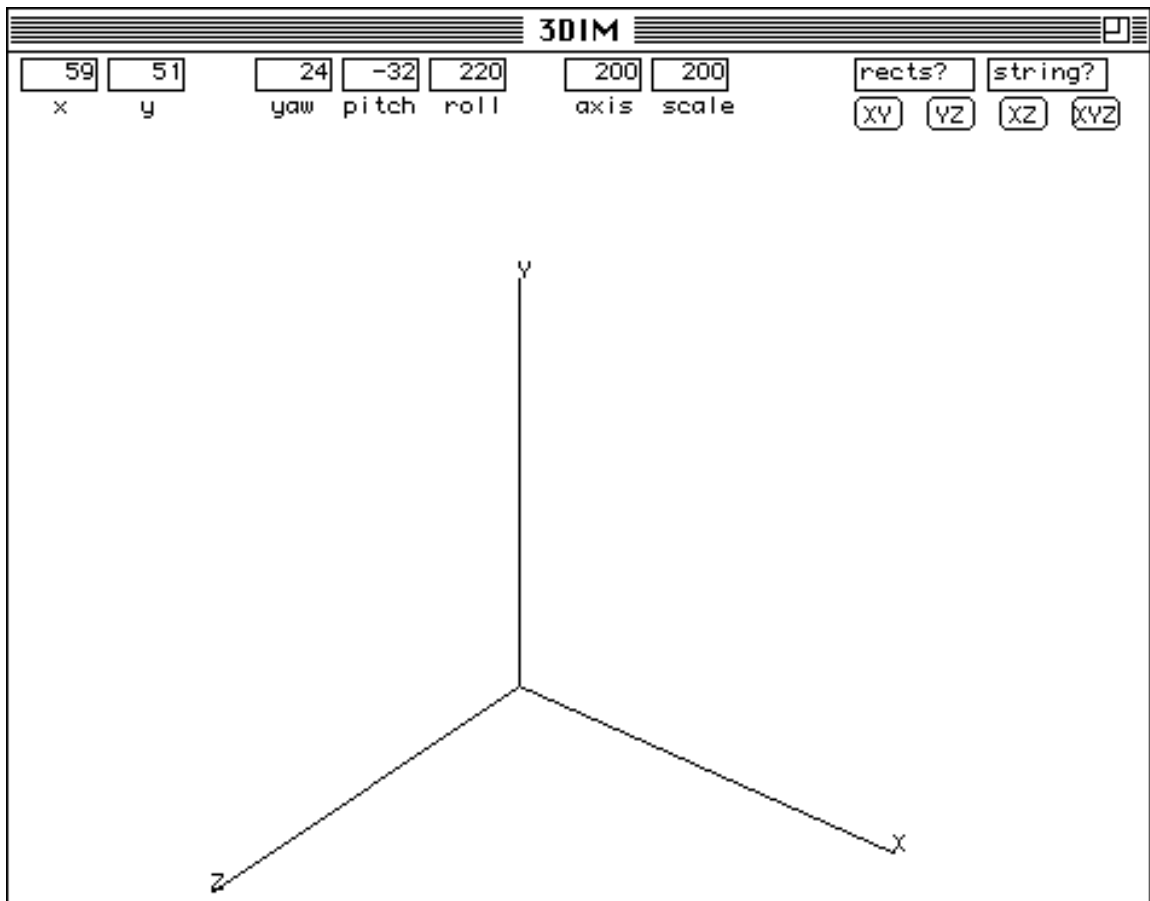 3DIM
59 51 24 -32 220 200 200 rects? string?
x y yaw pitch roll axis scale XY YZ XZ XYZ
Y
X
Z